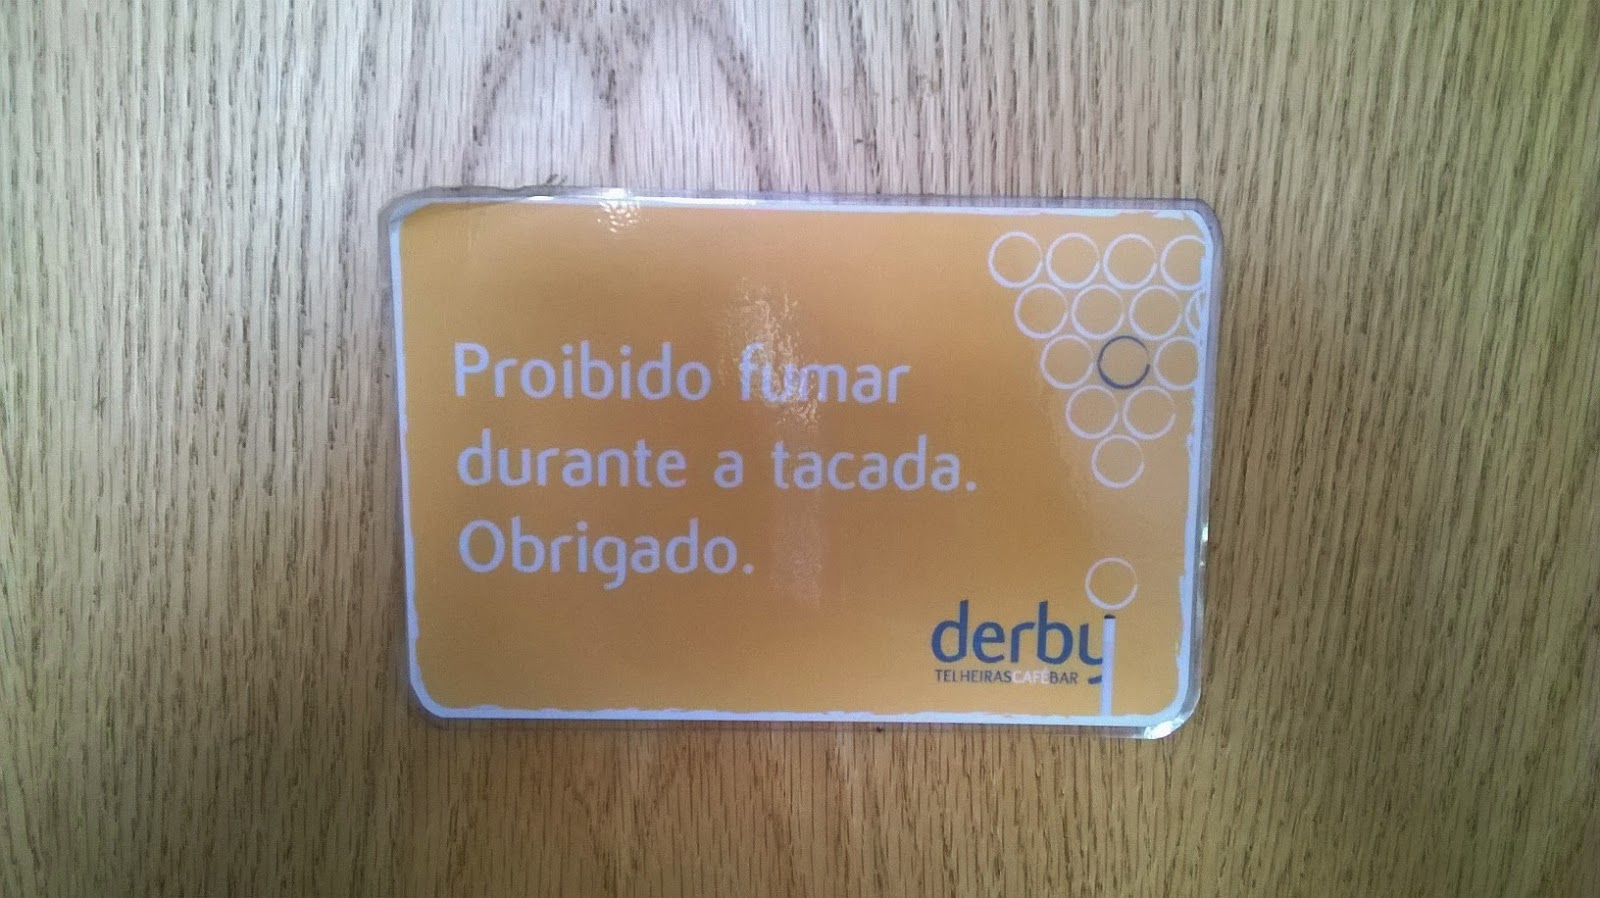 Proibido fumar
durante a tacada.
Obrigado.
derby
TELHEIRASCAFÉBAR